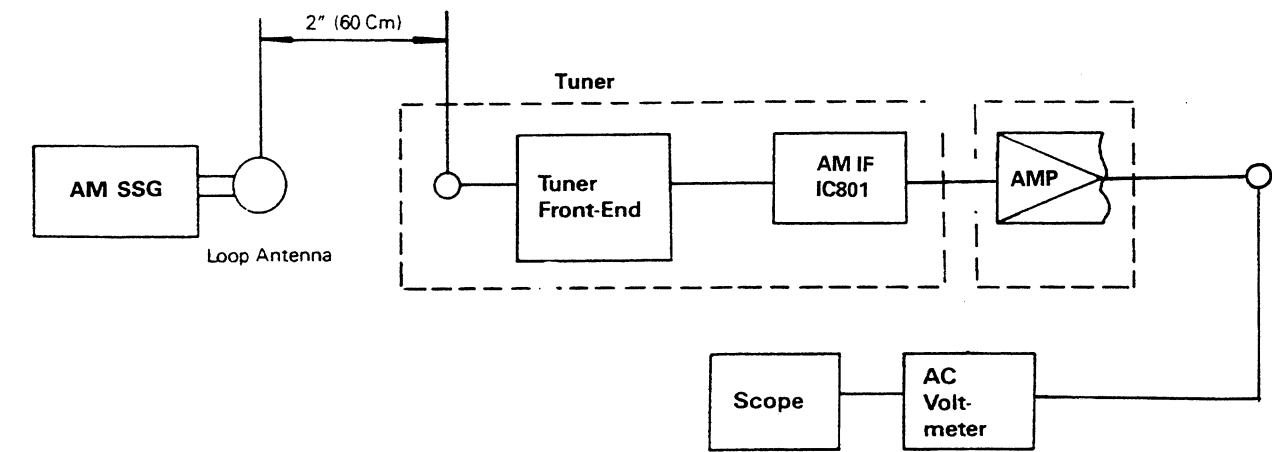 2" (60 Cm)
Tuner
AM SSG
Loop Antenna
Tuner
Front-End
AM IF
IC801
AMP
Scope
AC
Volt-
meter